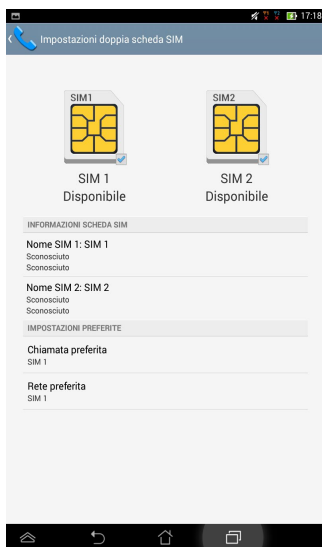 17:18
Impostazioni doppia scheda SIM
SIM1 SIM2
SIM 1 SIM 2
Disponibile Disponibile
INFORMAZIONI SCHEDA SIM
Nome SIM 1: SIM 1
Sconosciuto
Sconosciuto
Nome SIM 2: SIM 2
Sconosciuto
Sconosciuto
IMPOSTAZIONI PREFERITE
Chiamata preferita
SIM 1
Rete preferita
SIM 1